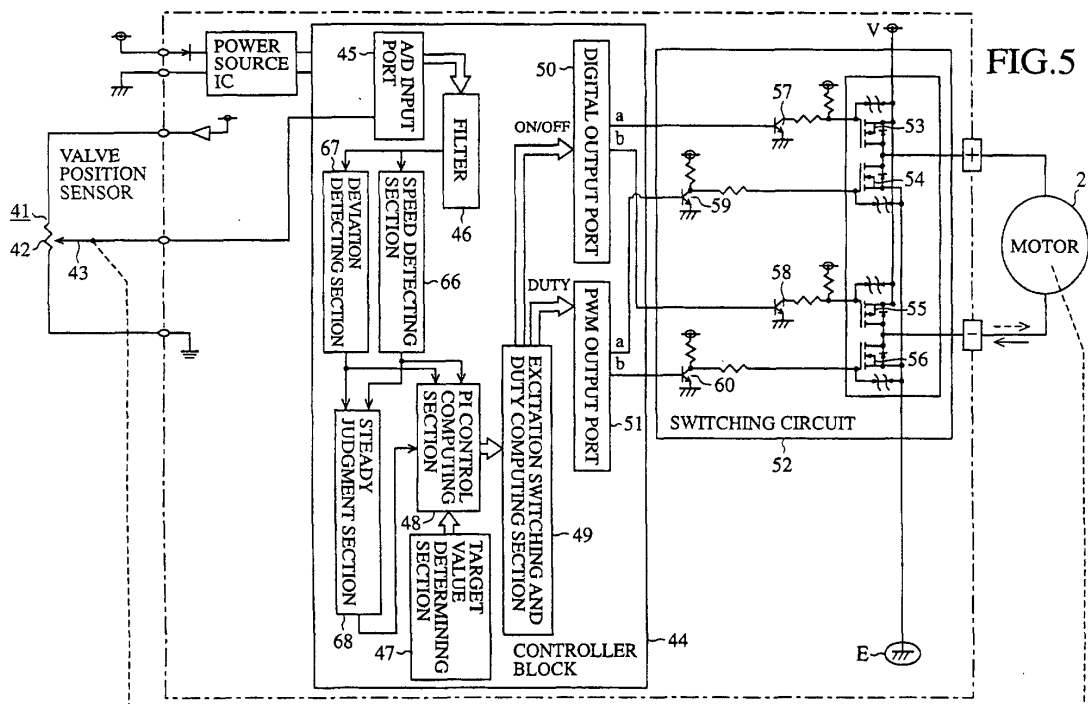 FIG.5
POWER
SOURCE
IC
45
A/D INPUT
PORT
50
DIGITAL OUTPUT PORT
a
b
V
57
53
54
59
58
55
56
60
ON/OFF
FILTER
46
VALVE
POSITION
SENSOR
41
42
43
67
DEVIATION
DETECTING SECTION
SPEED DETECTING
SECTION
66
DUTY
PWM OUTPUT PORT
a
b
51
+
-
2
MOTOR
STEADY
JUDGMENT SECTION
68
PI CONTROL
COMPUTING
SECTION
48
TARGET
VALUE
DETERMINING
SECTION
47
EXCITATION SWITCHING AND
DUTY COMPUTING SECTION
49
SWITCHING CIRCUIT
52
CONTROLLER
BLOCK
44
E